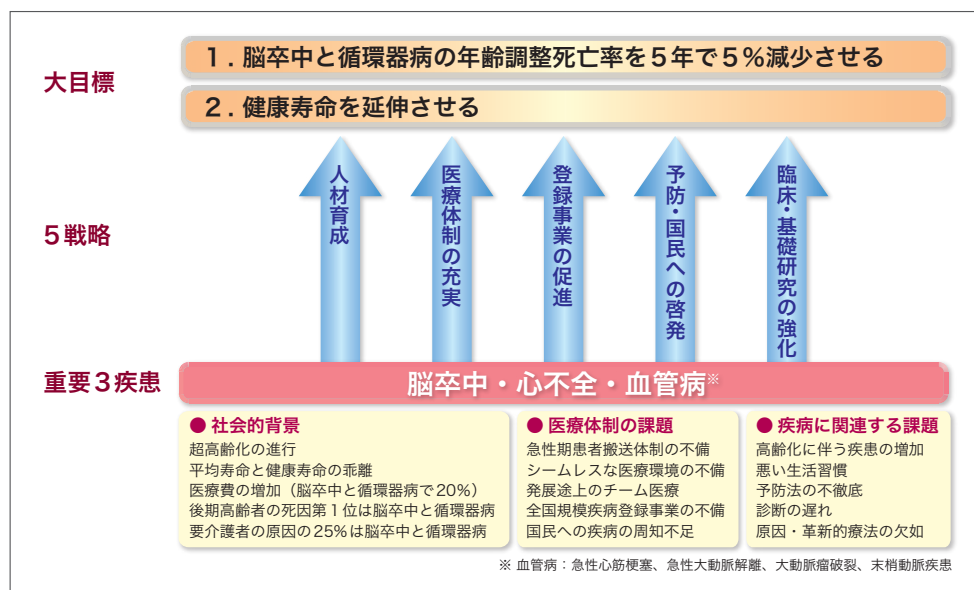 大目標
1．脳卒中と循環器病の年齢調整死亡率を5年で5％減少させる
2．健康寿命を延伸させる
5戦略
人材育成
医療体制の充実
登録事業の促進
予防・国民への啓発
臨床・基礎研究の強化
重要3疾患
脳卒中・心不全・血管病※
● 社会的背景
超高齢化の進行
平均寿命と健康寿命の乖離
医療費の増加（脳卒中と循環器病で20％）
後期高齢者の死因第1位は脳卒中と循環器病
要介護者の原因の25％は脳卒中と循環器病
● 医療体制の課題
急性期患者搬送体制の不備
シームレスな医療環境の不備
発展途上のチーム医療
全国規模疾病登録事業の不備
国民への疾病の周知不足
● 疾病に関連する課題
高齢化に伴う疾患の増加
悪い生活習慣
予防法の不徹底
診断の遅れ
原因・革新的療法の欠如
※ 血管病：急性心筋梗塞、急性大動脈解離、大動脈瘤破裂、末梢動脈疾患